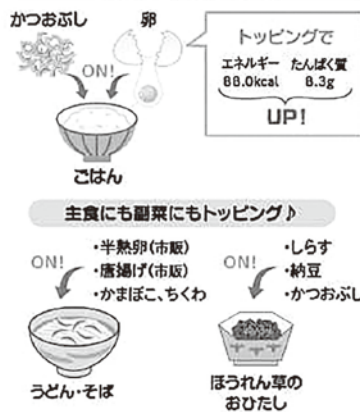 かつおぶし
卵
ON!
ごはん
トッピングで
エネルギー たんぱく質
88.0kcal 8.3g
UP!
主食にも副菜にもトッピング♪
ON!
・半熟卵(市販)
・唐揚げ(市販)
・かまぼこ、ちくわ
うどん・そば
ON!
・しらす
・納豆
・かつおぶし
ほうれん草の
おひたし